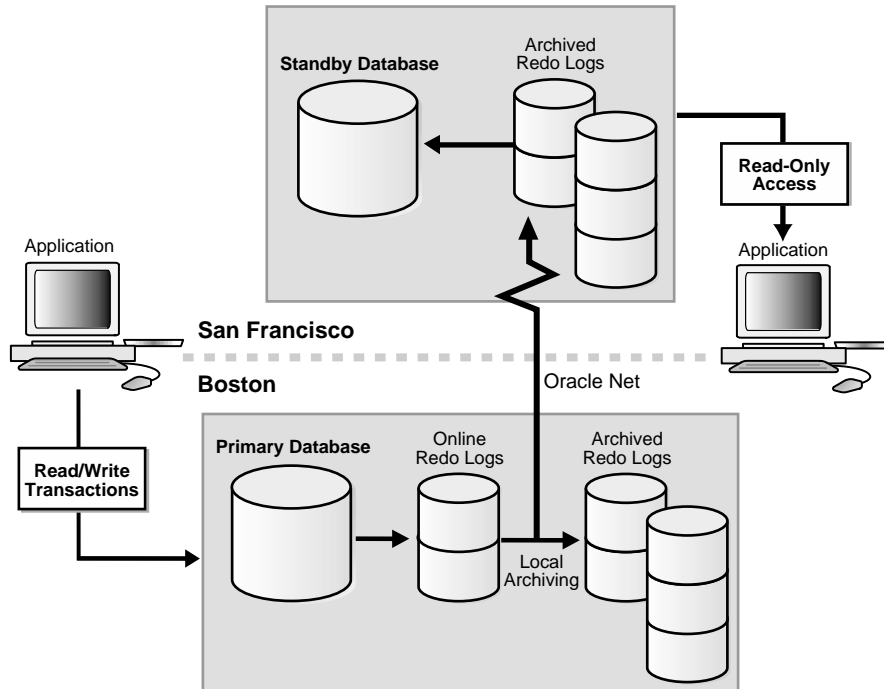 Archived
Redo Logs
Standby Database
Read-Only
Access
Application
Application
San Francisco
Boston
Oracle Net
Primary Database
Online
Redo Logs
Archived
Redo Logs
Read/Write
Transactions
Local
Archiving